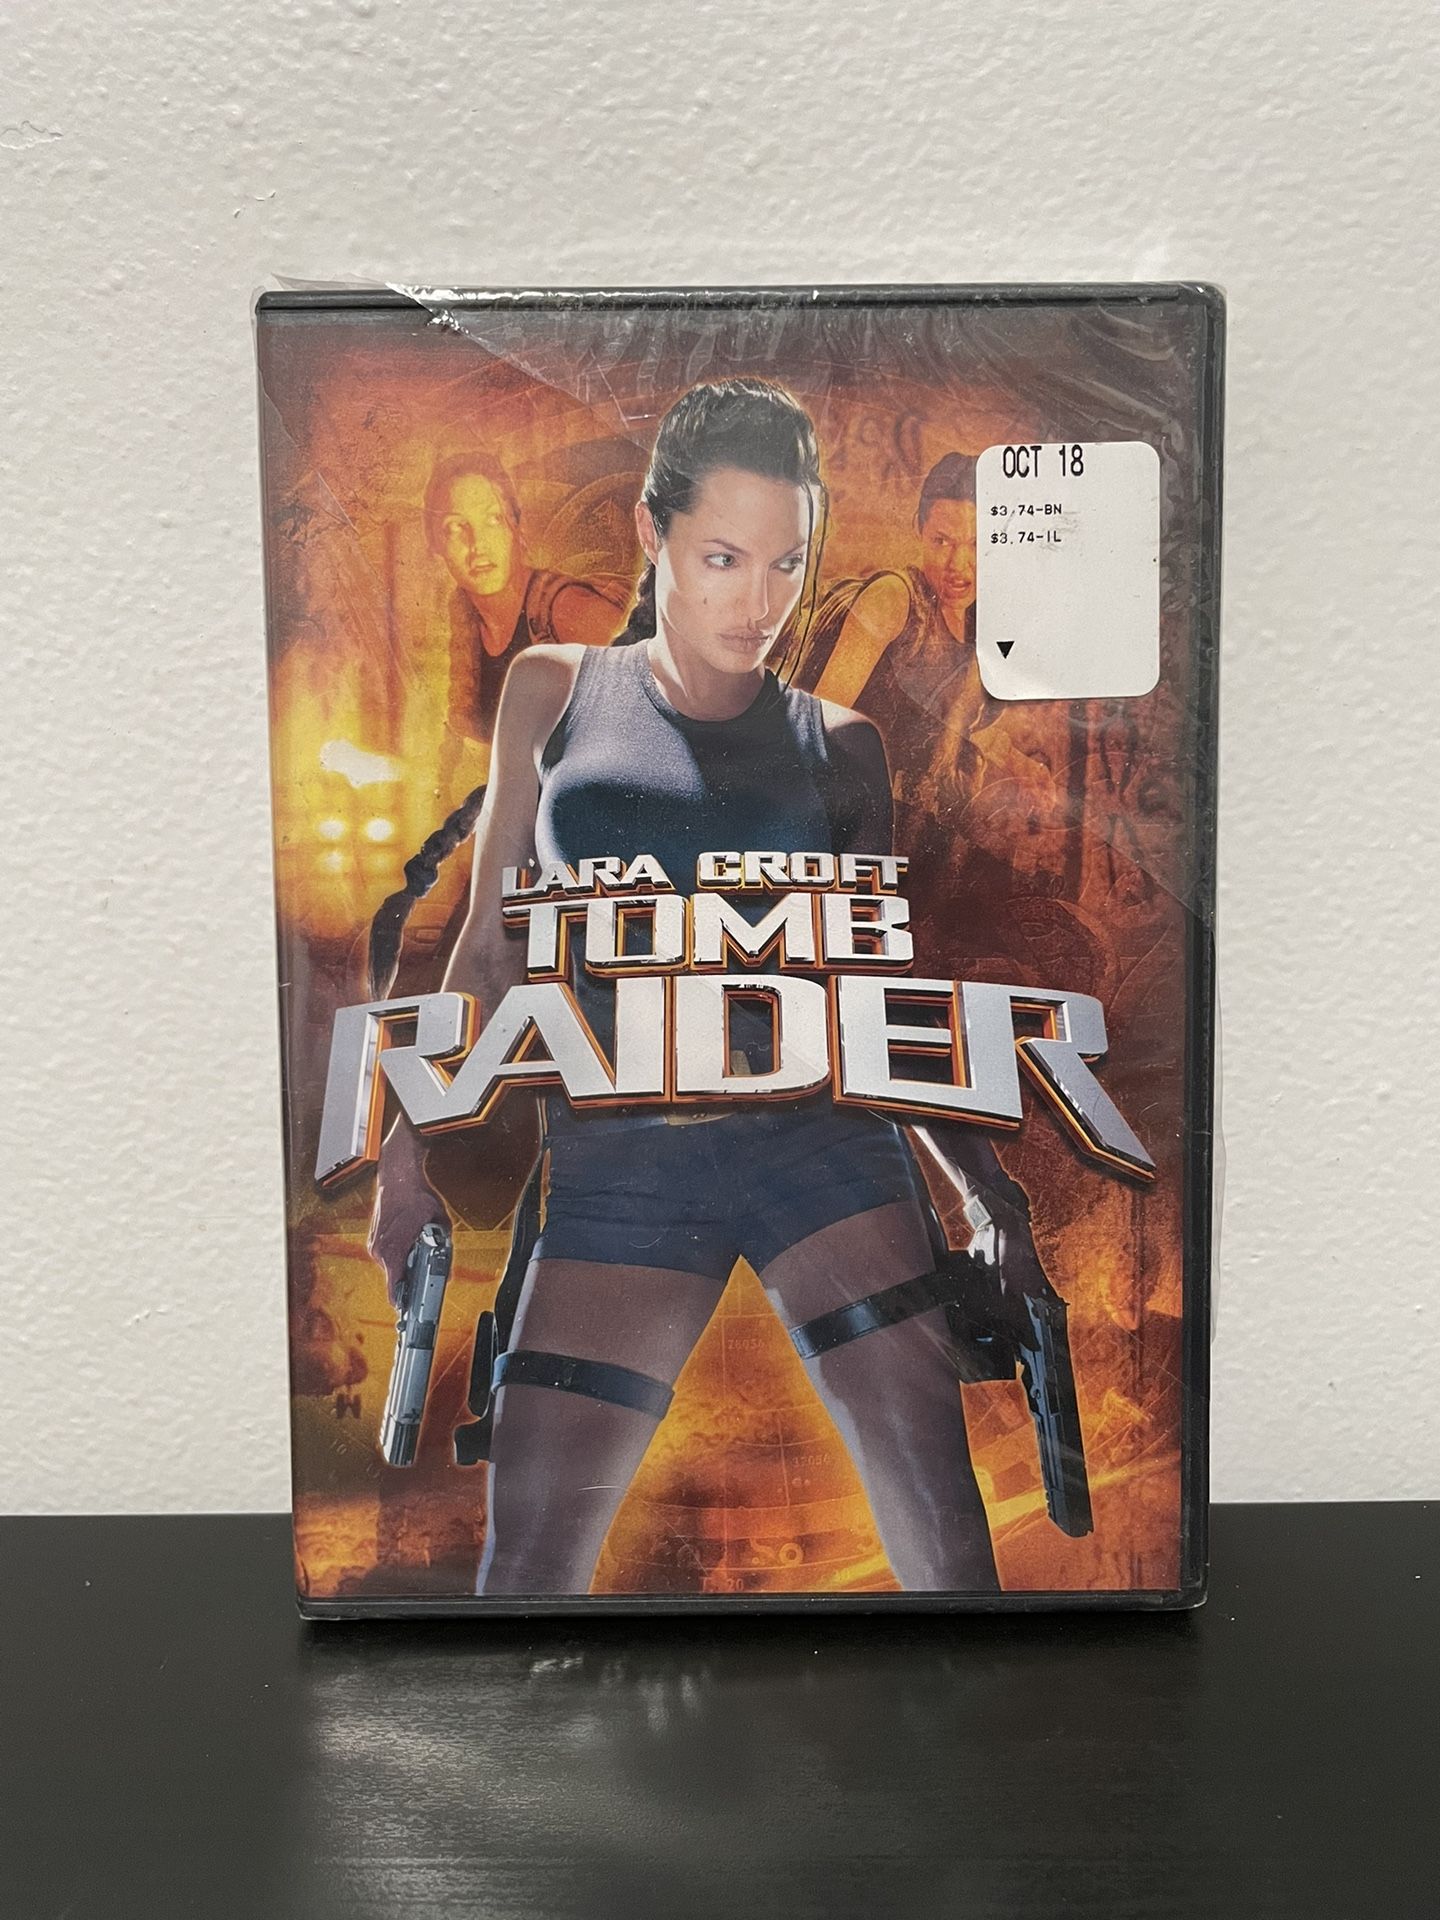 OCT 18
$3.74-BN
$3.74-IL
LARA CROFT
TOMB
RAIDER